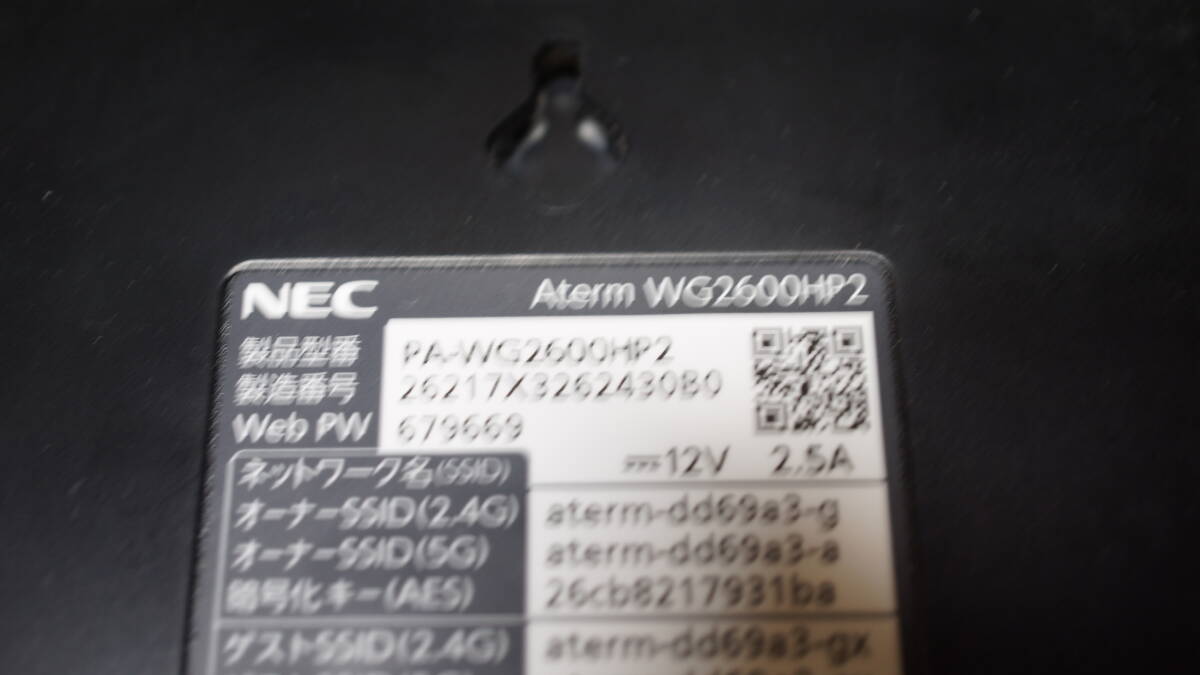 NEC Aterm WG2600HP2
製品型番 PA-WG2600HP2
製造番号 26217X3262430B0
Web PW 679669
⎓12V 2.5A
ネットワーク名(SSID)
オーナーSSID(2.4G) aterm-dd69a3-g
オーナーSSID(5G) aterm-dd69a3-a
暗号化キー(AES) 26cb8217931ba
ゲストSSID(2.4G) aterm-dd69a3-gx